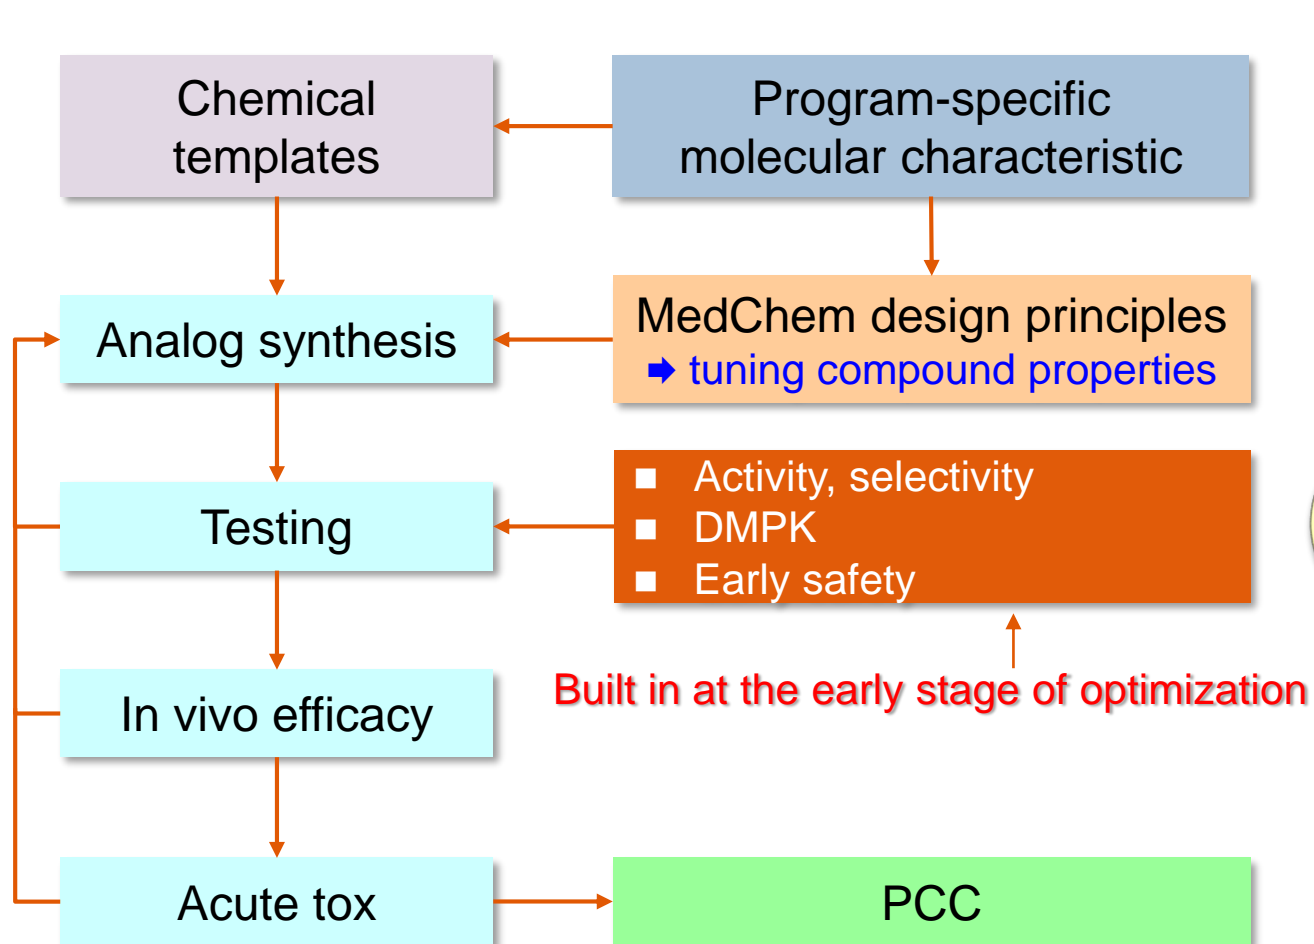 Chemical
templates
Program-specific
molecular characteristic
Analog synthesis
MedChem design principles
➡ tuning compound properties
Testing
■ Activity, selectivity
■ DMPK
■ Early safety
Built in at the early stage of optimization
In vivo efficacy
Acute tox
PCC